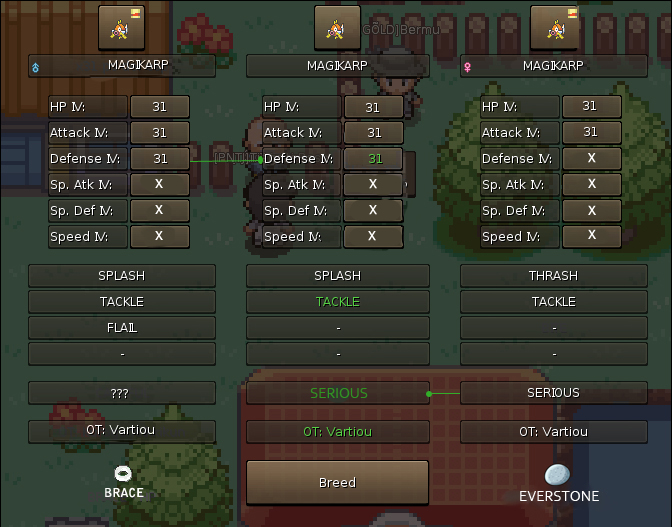 GOLD]Bermu
MAGIKARP MAGIKARP MAGIKARP
HP IV: 31 HP IV: 31 HP IV: 31
Attack IV: 31 Attack IV: 31 Attack IV: 31
Defense IV: 31 Defense IV: 31 Defense IV: X
Sp. Atk IV: X Sp. Atk IV: X Sp. Atk IV: X
Sp. Def IV: X Sp. Def IV: X Sp. Def IV: X
Speed IV: X Speed IV: X Speed IV: X
SPLASH SPLASH THRASH
TACKLE TACKLE TACKLE
FLAIL - -
- - -
??? SERIOUS SERIOUS
OT: Vartiou OT: Vartiou OT: Vartiou
BRACE Breed EVERSTONE